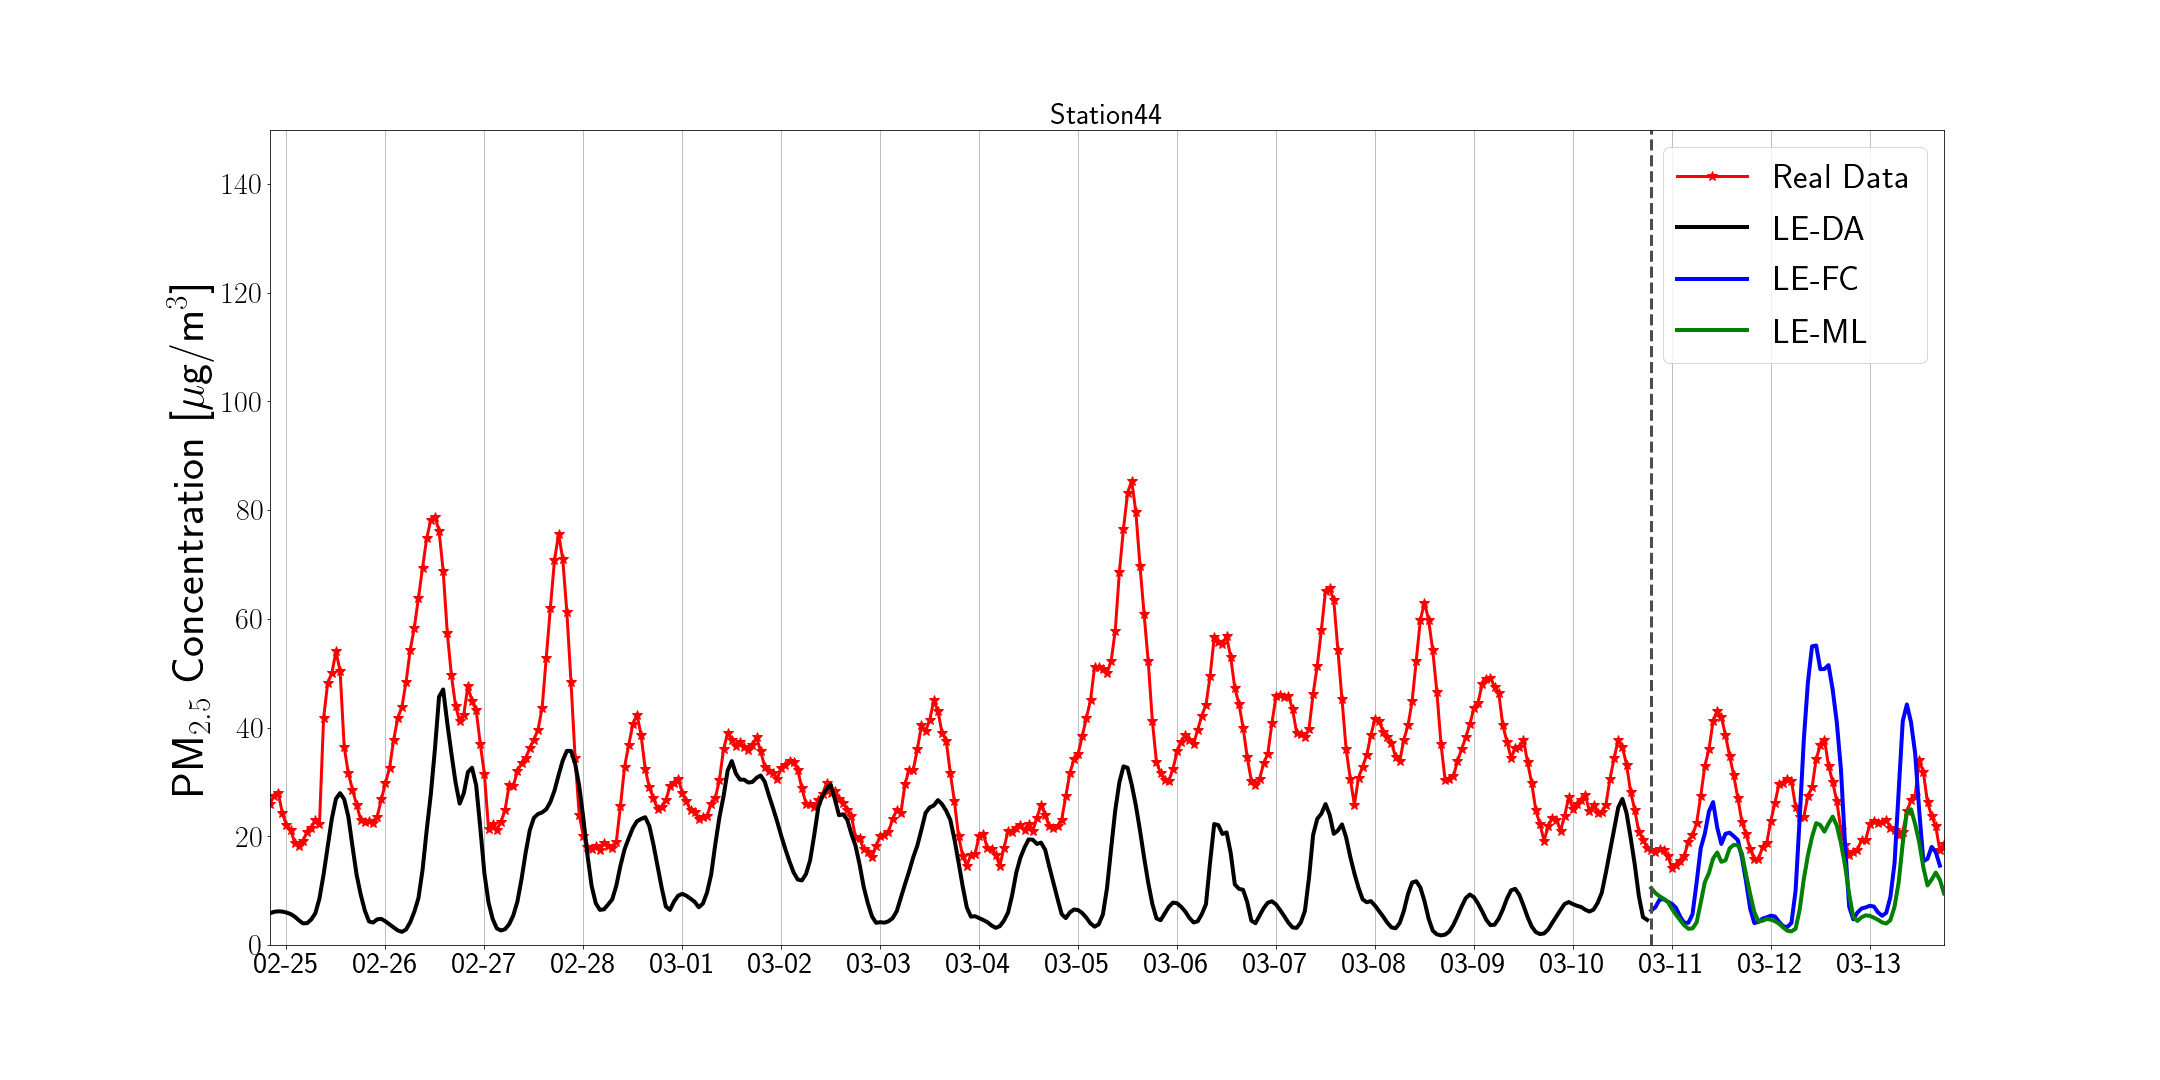 Station44
PM2.5 Concentration [μg/m³]
140
120
100
80
60
40
20
0
Real Data
LE-DA
LE-FC
LE-ML
02-25 02-26 02-27 02-28 03-01 03-02 03-03 03-04 03-05 03-06 03-07 03-08 03-09 03-10 03-11 03-12 03-13